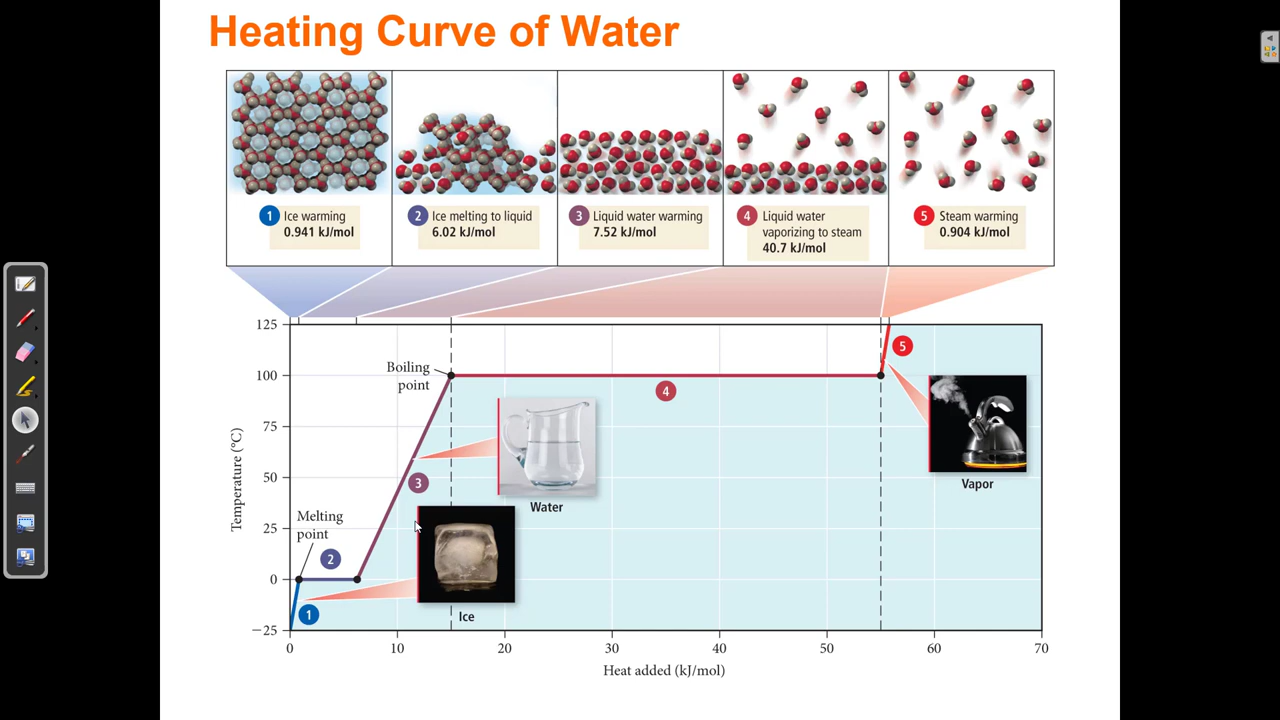 Heating Curve of Water
1 Ice warming
0.941 kJ/mol
2 Ice melting to liquid
6.02 kJ/mol
3 Liquid water warming
7.52 kJ/mol
4 Liquid water
vaporizing to steam
40.7 kJ/mol
5 Steam warming
0.904 kJ/mol
Temperature (°C)
125
100
75
50
25
0
−25
Boiling
point
Melting
point
1
2
3
4
5
Water
Ice
Vapor
0 10 20 30 40 50 60 70
Heat added (kJ/mol)